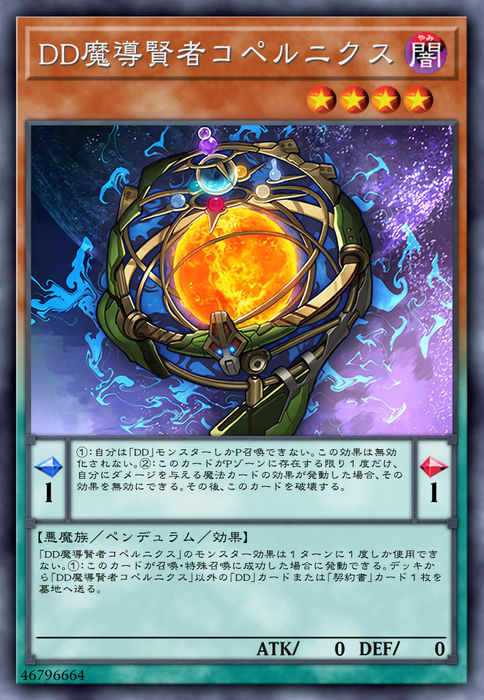 DD魔導賢者コペルニクス
やみ
闇
①：自分は「DD」モンスターしかP召喚できない。この効果は無効
化されない。②：このカードがPゾーンに存在する限り１度だけ、
自分にダメージを与える魔法カードの効果が発動した場合、その
効果を無効にできる。その後、このカードを破壊する。
1
1
【悪魔族／ペンデュラム／効果】
「DD魔導賢者コペルニクス」のモンスター効果は１ターンに１度しか使用でき
ない。①：このカードが召喚・特殊召喚に成功した場合に発動できる。デッキか
ら「DD魔導賢者コペルニクス」以外の「DD」カードまたは「契約書」カード１枚を
墓地へ送る。
ATK/ 0 DEF/ 0
46796664